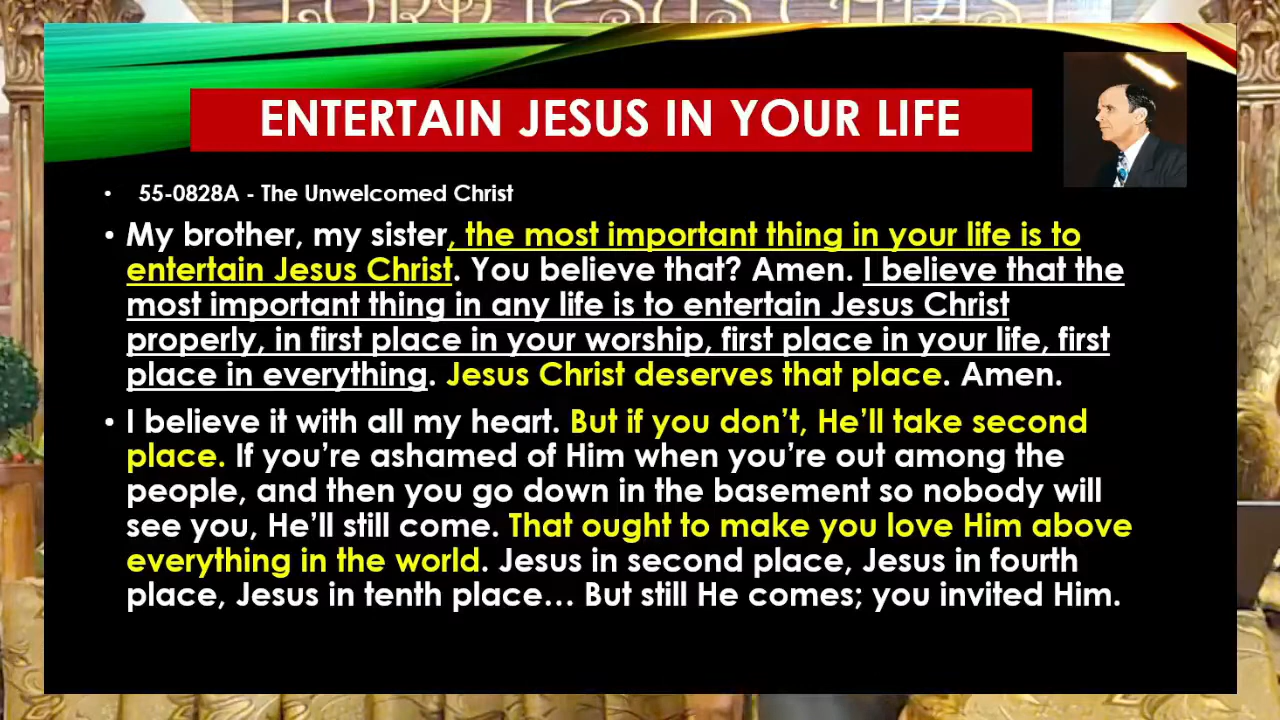 LORD JESUS CHRIST
ENTERTAIN JESUS IN YOUR LIFE
• 55-0828A - The Unwelcomed Christ
• My brother, my sister, the most important thing in your life is to
entertain Jesus Christ. You believe that? Amen. I believe that the
most important thing in any life is to entertain Jesus Christ
properly, in first place in your worship, first place in your life, first
place in everything. Jesus Christ deserves that place. Amen.
• I believe it with all my heart. But if you don’t, He’ll take second
place. If you’re ashamed of Him when you’re out among the
people, and then you go down in the basement so nobody will
see you, He’ll still come. That ought to make you love Him above
everything in the world. Jesus in second place, Jesus in fourth
place, Jesus in tenth place… But still He comes; you invited Him.